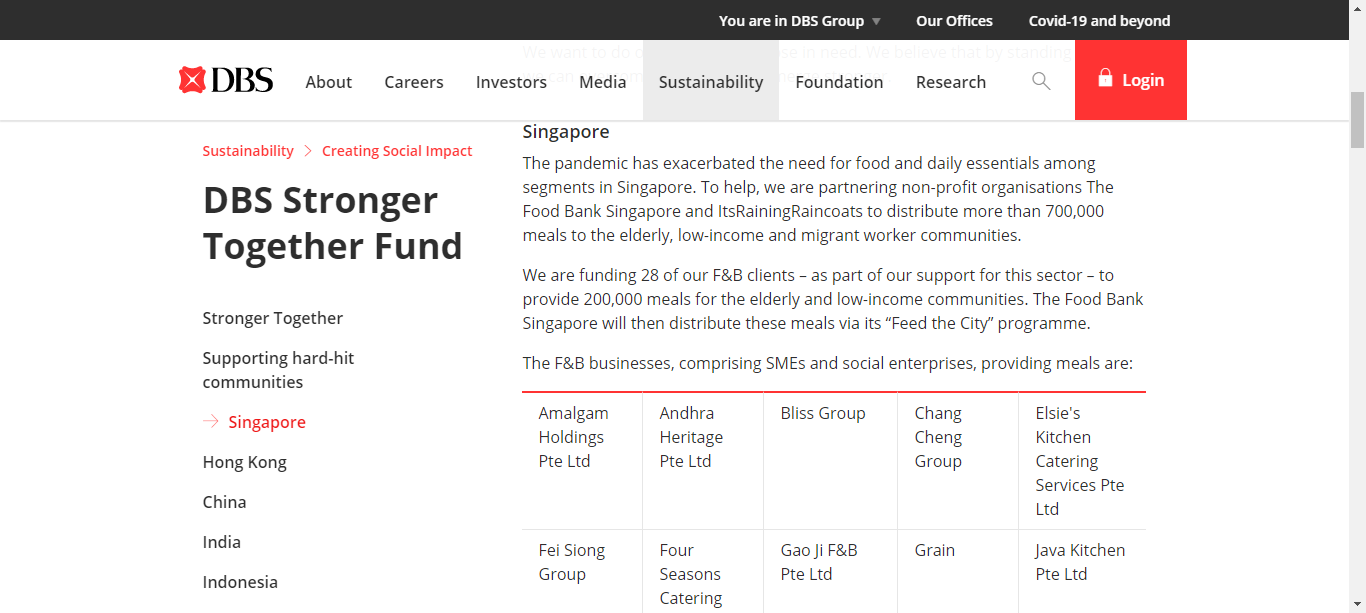 You are in DBS Group
Our Offices
Covid-19 and beyond
DBS
About
Careers
Investors
Media
Sustainability
Foundation
Research
Login
We want to do
in need. We believe that by standing
Sustainability
Creating Social Impact
DBS Stronger
Together Fund
Stronger Together
Supporting hard-hit
communities
Singapore
Hong Kong
China
India
Indonesia
Singapore
The pandemic has exacerbated the need for food and daily essentials among
segments in Singapore. To help, we are partnering non-profit organisations The
Food Bank Singapore and ItsRainingRaincoats to distribute more than 700,000
meals to the elderly, low-income and migrant worker communities.
We are funding 28 of our F&B clients – as part of our support for this sector – to
provide 200,000 meals for the elderly and low-income communities. The Food Bank
Singapore will then distribute these meals via its “Feed the City” programme.
The F&B businesses, comprising SMEs and social enterprises, providing meals are:
Amalgam
Holdings
Pte Ltd
Andhra
Heritage
Pte Ltd
Bliss Group
Chang
Cheng
Group
Elsie's
Kitchen
Catering
Services Pte
Ltd
Fei Siong
Group
Four
Seasons
Catering
Gao Ji F&B
Pte Ltd
Grain
Java Kitchen
Pte Ltd